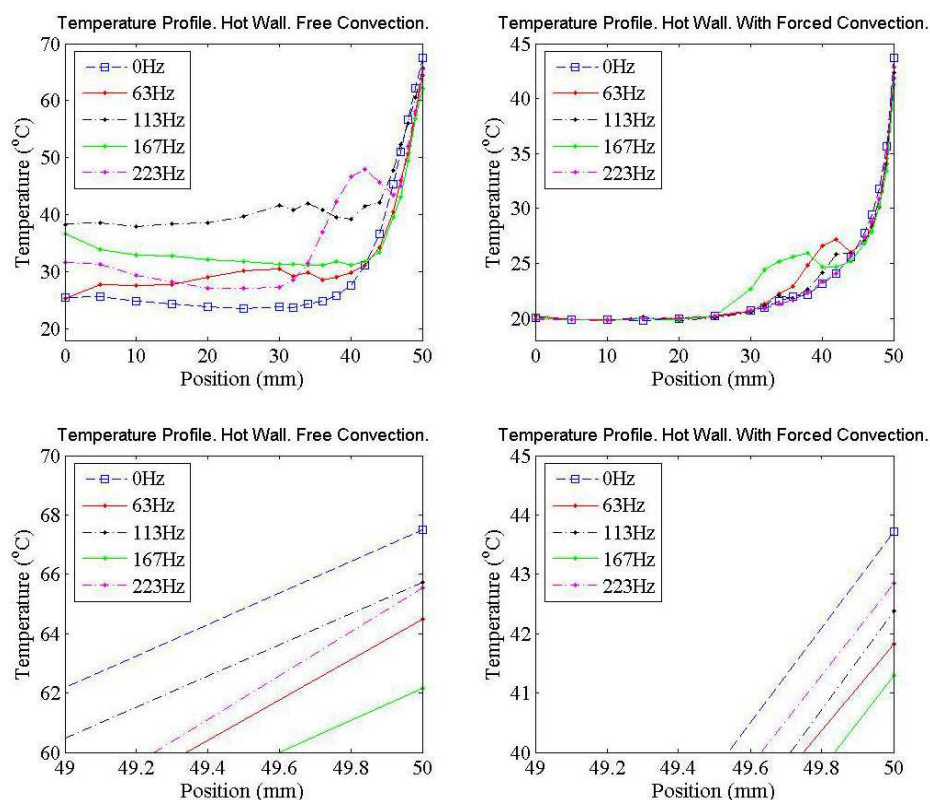 Temperature Profile. Hot Wall. Free Convection.
70
60
50
40
30
20
0
10
20
30
40
50
Temperature (°C)
Position (mm)
0Hz
63Hz
113Hz
167Hz
223Hz
Temperature Profile. Hot Wall. With Forced Convection.
45
40
35
30
25
20
0
10
20
30
40
50
Temperature (°C)
Position (mm)
0Hz
63Hz
113Hz
167Hz
223Hz
Temperature Profile. Hot Wall. Free Convection.
70
68
66
64
62
60
49
49.2
49.4
49.6
49.8
50
Temperature (°C)
Position (mm)
0Hz
63Hz
113Hz
167Hz
223Hz
Temperature Profile. Hot Wall. With Forced Convection.
45
44
43
42
41
40
49
49.2
49.4
49.6
49.8
50
Temperature (°C)
Position (mm)
0Hz
63Hz
113Hz
167Hz
223Hz